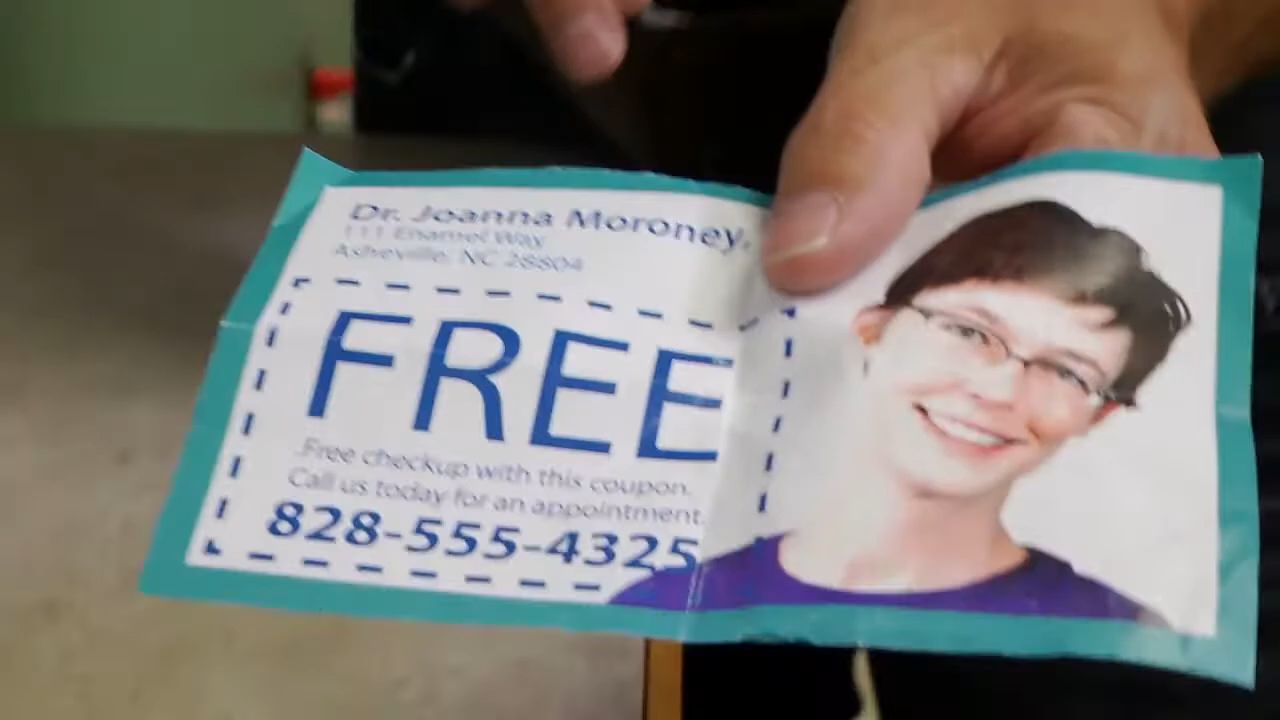 Dr. Joanna Moroney,
111 Enamel Way
Asheville, NC 28804
FREE
Free checkup with this coupon.
Call us today for an appointment.
828-555-4325